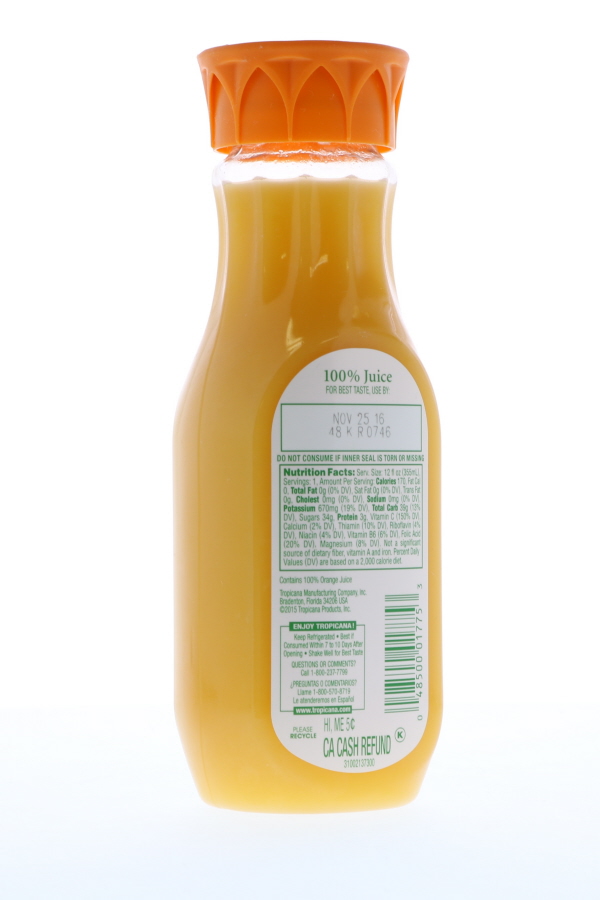 100% Juice
FOR BEST TASTE, USE BY:
NOV 25 16
48 K R 0746
DO NOT CONSUME IF INNER SEAL IS TORN OR MISSING
Nutrition Facts: Serv. Size: 12 fl oz (355mL),
Servings: 1, Amount Per Serving: Calories 170, Fat Cal
0, Total Fat 0g (0% DV), Sat Fat 0g (0% DV), Trans Fat
0g, Cholest 0mg (0% DV), Sodium 0mg (0% DV),
Potassium 670mg (19% DV), Total Carb 39g (13%
DV), Sugars 34g, Protein 3g, Vitamin C (150% DV),
Calcium (2% DV), Thiamin (10% DV), Riboflavin (4%
DV), Niacin (4% DV), Vitamin B6 (6% DV), Folic Acid
(20% DV), Magnesium (8% DV). Not a significant
source of dietary fiber, vitamin A and iron. Percent Daily
Values (DV) are based on a 2,000 calorie diet.
Contains 100% Orange Juice
Tropicana Manufacturing Company, Inc.
Bradenton, Florida 34208 USA
©2015 Tropicana Products, Inc.
ENJOY TROPICANA!
Keep Refrigerated • Best if
Consumed Within 7 to 10 Days After
Opening • Shake Well for Best Taste
QUESTIONS OR COMMENTS?
Call 1-800-237-7799
¿PREGUNTAS O COMENTARIOS?
Llame 1-800-570-8719
Le atenderemos en Español
www.tropicana.com
PLEASE
RECYCLE
HI, ME 5¢
CA CASH REFUND
K
31002137300
0 48500 01775 3